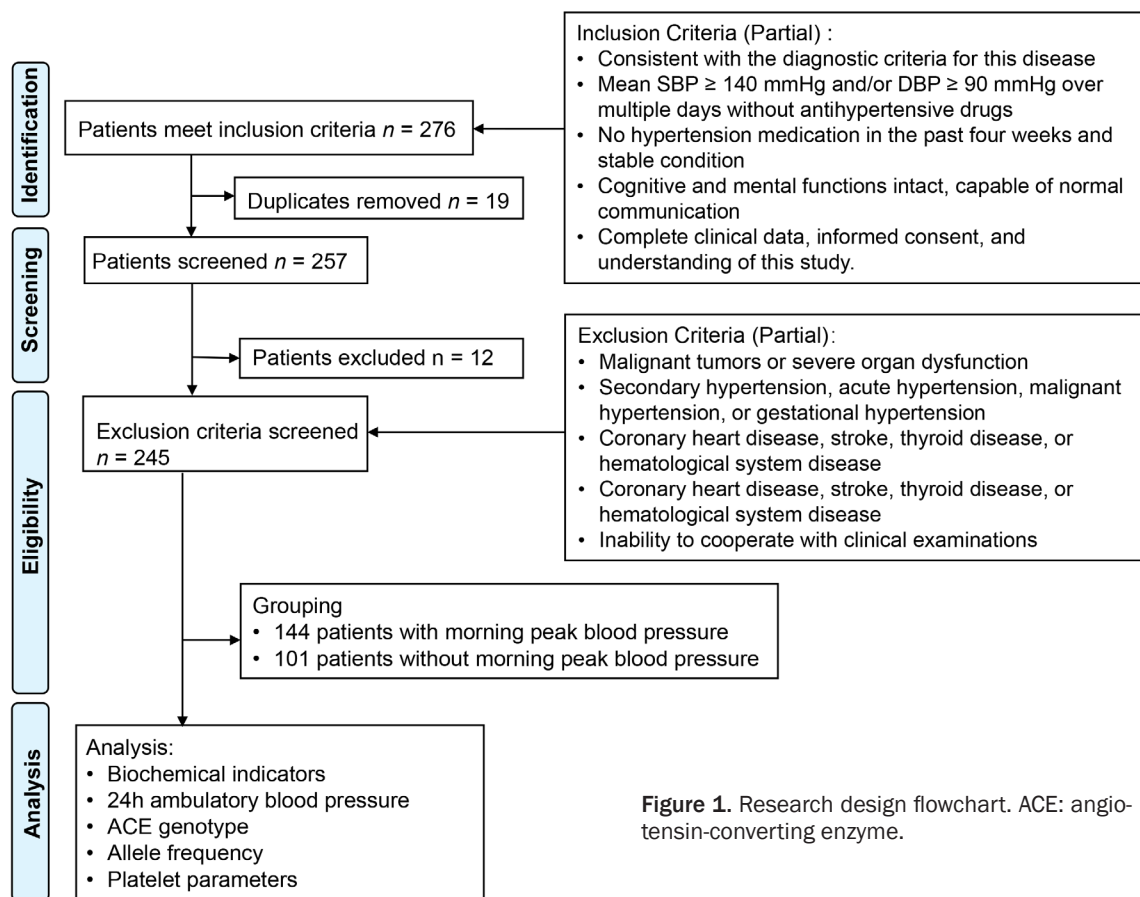 Identification
Patients meet inclusion criteria n = 276
Duplicates removed n = 19
Inclusion Criteria (Partial) :
• Consistent with the diagnostic criteria for this disease
• Mean SBP ≥ 140 mmHg and/or DBP ≥ 90 mmHg over
multiple days without antihypertensive drugs
• No hypertension medication in the past four weeks and
stable condition
• Cognitive and mental functions intact, capable of normal
communication
• Complete clinical data, informed consent, and
understanding of this study.
Screening
Patients screened n = 257
Patients excluded n = 12
Eligibility
Exclusion criteria screened
n = 245
Exclusion Criteria (Partial):
• Malignant tumors or severe organ dysfunction
• Secondary hypertension, acute hypertension, malignant
hypertension, or gestational hypertension
• Coronary heart disease, stroke, thyroid disease, or
hematological system disease
• Coronary heart disease, stroke, thyroid disease, or
hematological system disease
• Inability to cooperate with clinical examinations
Grouping
• 144 patients with morning peak blood pressure
• 101 patients without morning peak blood pressure
Analysis
Analysis:
• Biochemical indicators
• 24h ambulatory blood pressure
• ACE genotype
• Allele frequency
• Platelet parameters
Figure 1. Research design flowchart. ACE: angio-
tensin-converting enzyme.